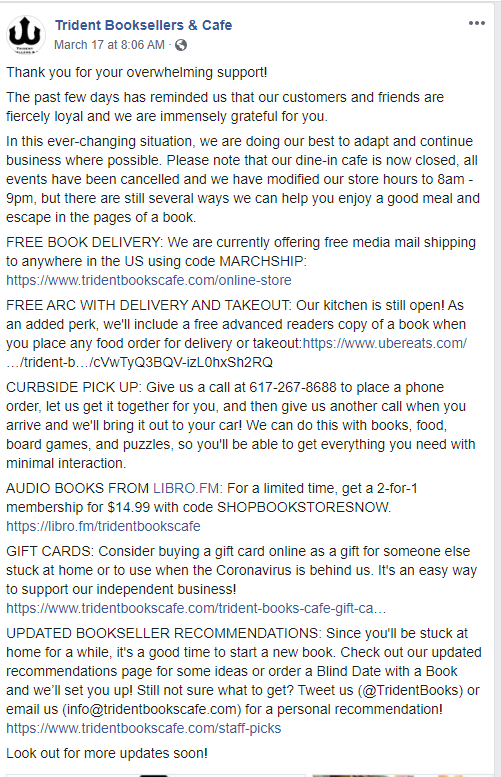 Trident Booksellers & Cafe
March 17 at 8:06 AM ·
Thank you for your overwhelming support!
The past few days has reminded us that our customers and friends are
fiercely loyal and we are immensely grateful for you.
In this ever-changing situation, we are doing our best to adapt and continue
business where possible. Please note that our dine-in cafe is now closed, all
events have been cancelled and we have modified our store hours to 8am -
9pm, but there are still several ways we can help you enjoy a good meal and
escape in the pages of a book.
FREE BOOK DELIVERY: We are currently offering free media mail shipping
to anywhere in the US using code MARCHSHIP:
https://www.tridentbookscafe.com/online-store
FREE ARC WITH DELIVERY AND TAKEOUT: Our kitchen is still open! As
an added perk, we'll include a free advanced readers copy of a book when
you place any food order for delivery or takeout:https://www.ubereats.com/
…/trident-b…/cVwTyQ3BQV-izL0hxSh2RQ
CURBSIDE PICK UP: Give us a call at 617-267-8688 to place a phone
order, let us get it together for you, and then give us another call when you
arrive and we'll bring it out to your car! We can do this with books, food,
board games, and puzzles, so you'll be able to get everything you need with
minimal interaction.
AUDIO BOOKS FROM LIBRO.FM: For a limited time, get a 2-for-1
membership for $14.99 with code SHOPBOOKSTORESNOW.
https://libro.fm/tridentbookscafe
GIFT CARDS: Consider buying a gift card online as a gift for someone else
stuck at home or to use when the Coronavirus is behind us. It's an easy way
to support our independent business!
https://www.tridentbookscafe.com/trident-books-cafe-gift-ca…
UPDATED BOOKSELLER RECOMMENDATIONS: Since you'll be stuck at
home for a while, it's a good time to start a new book. Check out our updated
recommendations page for some ideas or order a Blind Date with a Book
and we'll set you up! Still not sure what to get? Tweet us (@TridentBooks) or
email us (info@tridentbookscafe.com) for a personal recommendation!
https://www.tridentbookscafe.com/staff-picks
Look out for more updates soon!